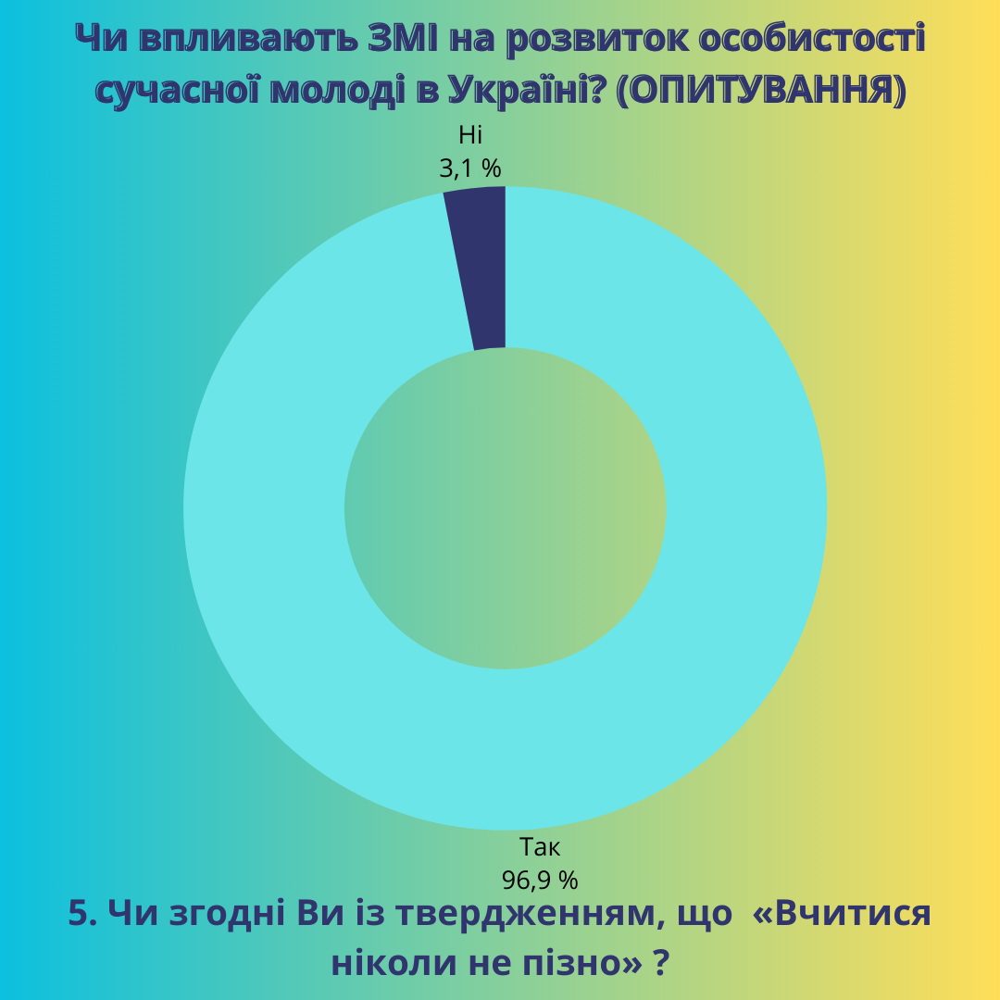 Чи впливають ЗМІ на розвиток особистості
сучасної молоді в Україні? (ОПИТУВАННЯ)
Ні
3,1 %
Так
96,9 %
5. Чи згодні Ви із твердженням, що «Вчитися
ніколи не пізно» ?